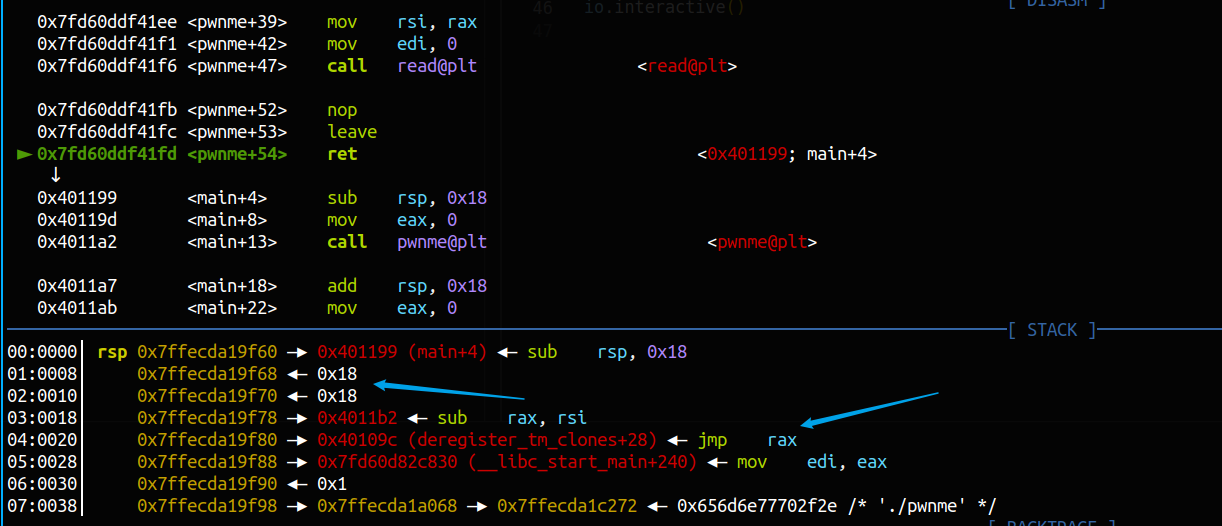 46 io.interactive()
[ DISASM ]
47
0x7fd60ddf41ee <pwnme+39> mov rsi, rax
0x7fd60ddf41f1 <pwnme+42> mov edi, 0
0x7fd60ddf41f6 <pwnme+47> call read@plt <read@plt>
0x7fd60ddf41fb <pwnme+52> nop
0x7fd60ddf41fc <pwnme+53> leave
► 0x7fd60ddf41fd <pwnme+54> ret <0x401199; main+4>
↓
0x401199 <main+4> sub rsp, 0x18
0x40119d <main+8> mov eax, 0
0x4011a2 <main+13> call pwnme@plt <pwnme@plt>
0x4011a7 <main+18> add rsp, 0x18
0x4011ab <main+22> mov eax, 0
[ STACK ]
00:0000│ rsp 0x7ffecda19f60 —▸ 0x401199 (main+4) ◂— sub rsp, 0x18
01:0008│ 0x7ffecda19f68 ◂— 0x18
02:0010│ 0x7ffecda19f70 ◂— 0x18
03:0018│ 0x7ffecda19f78 —▸ 0x4011b2 ◂— sub rax, rsi
04:0020│ 0x7ffecda19f80 —▸ 0x40109c (deregister_tm_clones+28) ◂— jmp rax
05:0028│ 0x7ffecda19f88 —▸ 0x7fd60d82c830 (__libc_start_main+240) ◂— mov edi, eax
06:0030│ 0x7ffecda19f90 ◂— 0x1
07:0038│ 0x7ffecda19f98 —▸ 0x7ffecda1a068 —▸ 0x7ffecda1c272 ◂— 0x656d6e77702f2e /* './pwnme' */
[ BACKTRACE ]